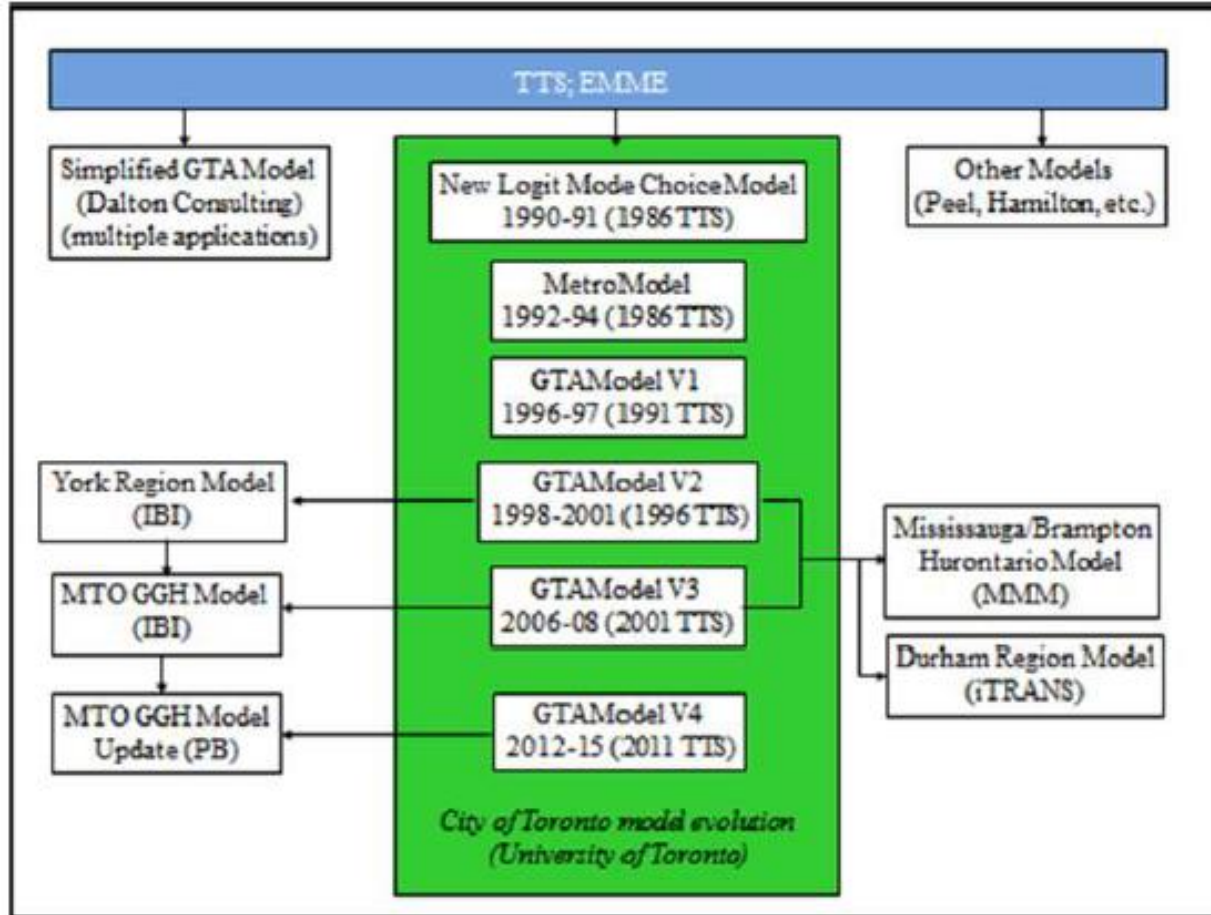 TTS; EMME
Simplified GTA Model
(Dalton Consulting)
(multiple applications)
New Logit Mode Choice Model
1990-91 (1986 TTS)
Other Models
(Peel, Hamilton, etc.)
MetroModel
1992-94 (1986 TTS)
GTAModel V1
1996-97 (1991 TTS)
York Region Model
(IBI)
GTAModel V2
1998-2001 (1996 TTS)
Mississauga/Brampton
Hurontario Model
(MMM)
MTO GGH Model
(IBI)
GTAModel V3
2006-08 (2001 TTS)
Durham Region Model
(iTRANS)
MTO GGH Model
Update (PB)
GTAModel V4
2012-15 (2011 TTS)
City of Toronto model evolution
(University of Toronto)